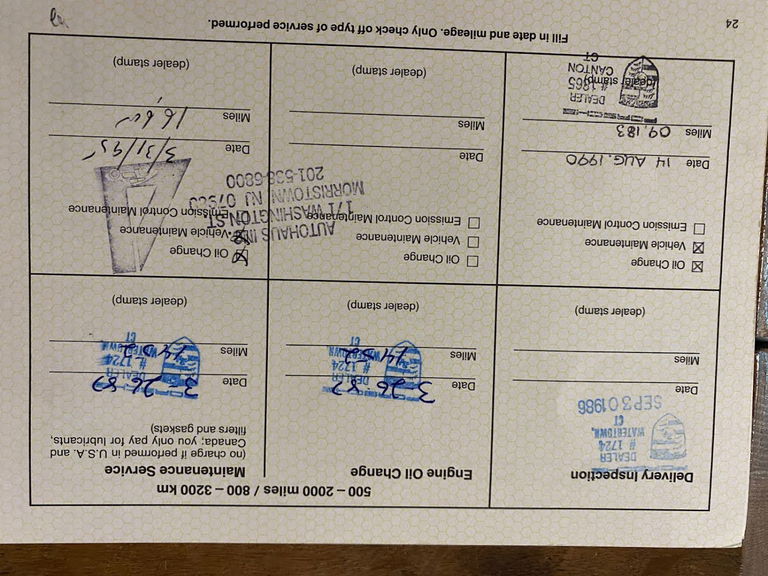 500 – 2000 miles / 800 – 3200 km
Delivery Inspection
DEALER
# 1724
WATERTOWN,
CT
SEP 30 1986
Date
Miles
(dealer stamp)
Engine Oil Change
DEALER
# 1724
WATERTOWN,
CT
Date 3-26-87
Miles 1452
(dealer stamp)
Maintenance Service
(no charge if performed in U.S.A and
Canada; you only pay for lubricants,
filters and gaskets)
DEALER
# 1724
WATERTOWN,
CT
Date 3-26-87
Miles 1452
(dealer stamp)
Oil Change
Vehicle Maintenance
Emission Control Maintenance
Date 14 AUG. 1990
Miles 09,183
(dealer stamp)
DEALER
# 1865
CANTON
CT
Oil Change
Vehicle Maintenance
Emission Control Maintenance
Date
Miles
(dealer stamp)
Oil Change
Vehicle Maintenance
Emission Control Maintenance
AUTOHAUS INC.
171 WASHINGTON ST
MORRISTOWN, NJ 07960
201-538-6800
Date 3/31/95
Miles
(dealer stamp)
Fill in date and mileage. Only check off type of service performed.
24